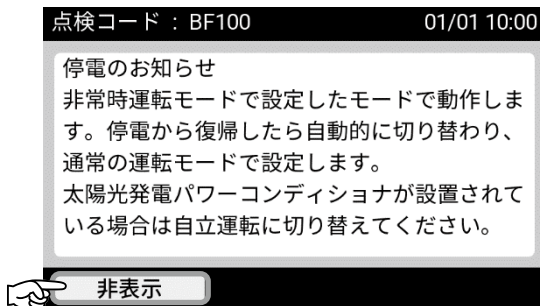 点検コード : BF100 01/01 10:00
停電のお知らせ
非常時運転モードで設定したモードで動作しま
す。停電から復帰したら自動的に切り替わり、
通常の運転モードで設定します。
太陽光発電パワーコンディショナが設置されて
いる場合は自立運転に切り替えてください。
非表示